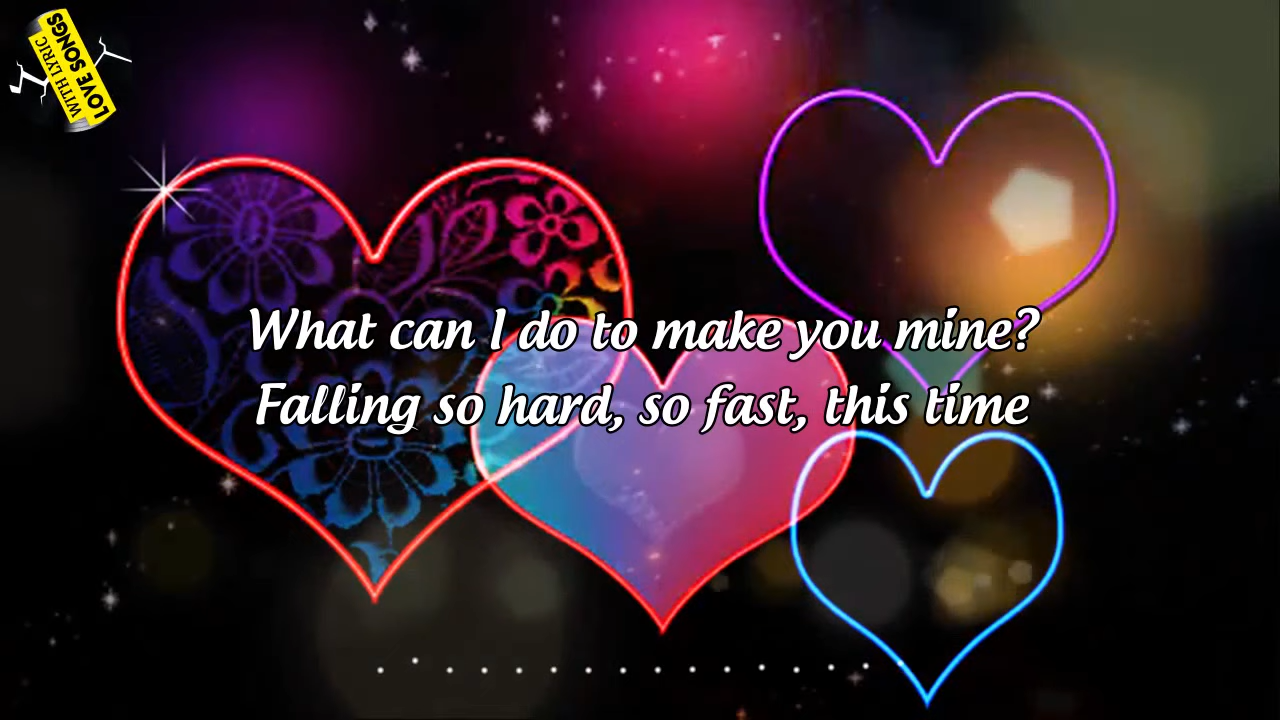 WITH LYRIC
LOVE SONGS
What can I do to make you mine?
Falling so hard, so fast, this time